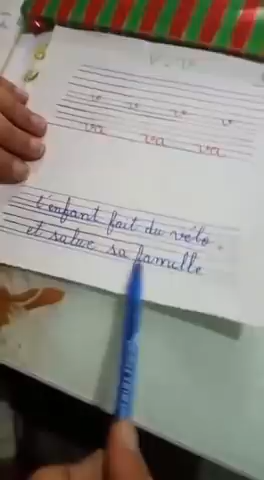 v v
v v v v
va va va
l'enfant fait du vélo.
et salue sa famille